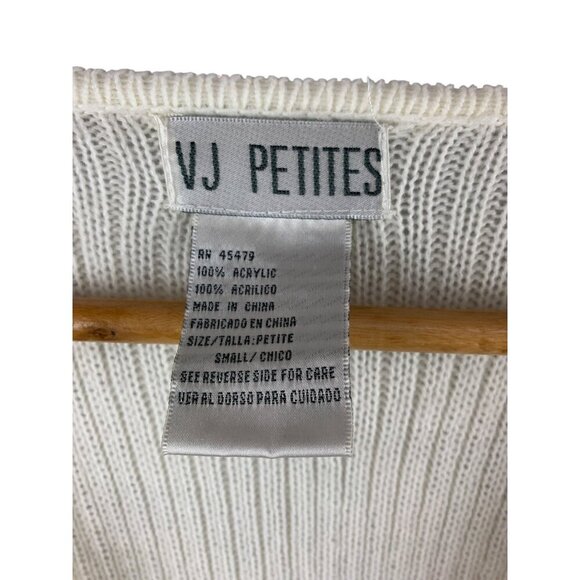 VJ PETITES
RN 45479
100% ACRYLIC
100% ACRILICO
MADE IN CHINA
FABRICADO EN CHINA
SIZE/TALLA:PETITE
SMALL/CHICO
SEE REVERSE SIDE FOR CARE
VER AL DORSO PARA CUIDADO